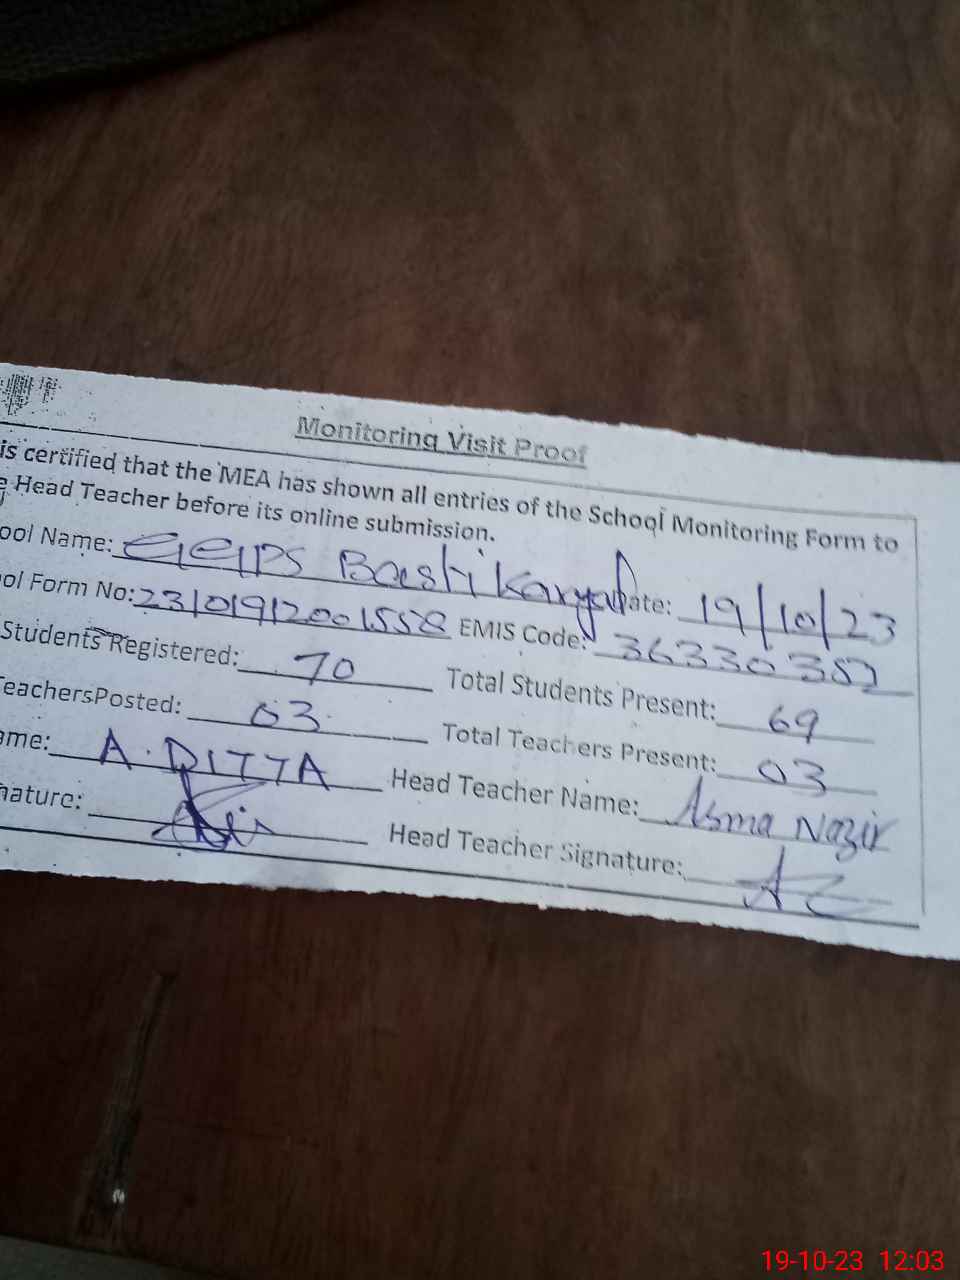 Monitoring Visit Proof
is certified that the MEA has shown all entries of the School Monitoring Form to
Head Teacher before its online submission.
ool Name: GGPS Basti Date: 19/10/23
ol Form No: 23101912001558 EMIS Code: 36330352
Students Registered: 70 Total Students Present: 69
TeachersPosted: 03 Total Teachers Present: 03
ame: A. DITTA Head Teacher Name: Asma Nazir
nature: Head Teacher Signature:
19-10-23 12:03